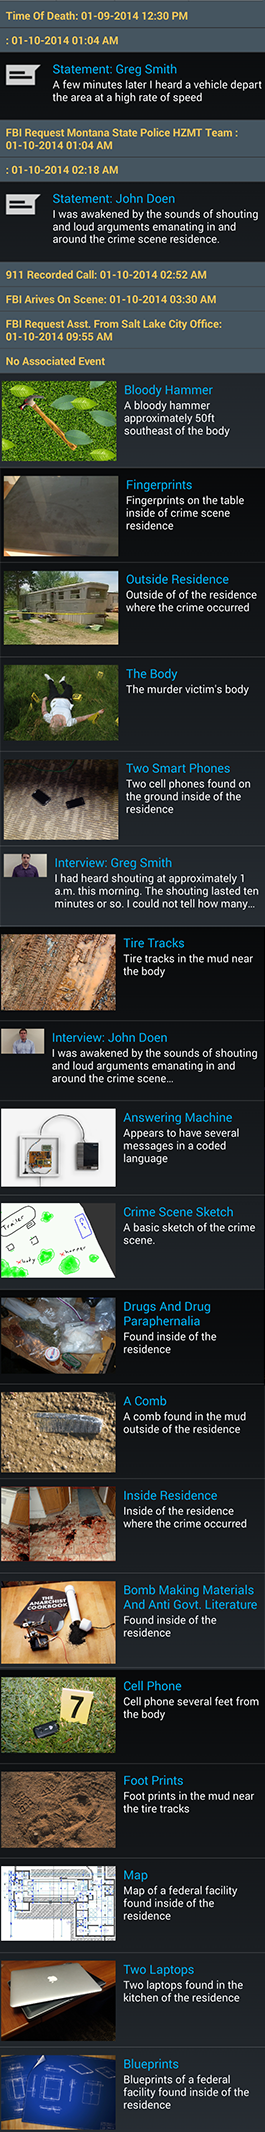 Time Of Death: 01-09-2014 12:30 PM
: 01-10-2014 01:04 AM
Statement: Greg Smith
A few minutes later I heard a vehicle depart
the area at a high rate of speed
FBI Request Montana State Police HZMT Team :
01-10-2014 01:04 AM
: 01-10-2014 02:18 AM
Statement: John Doen
I was awakened by the sounds of shouting
and loud arguments emanating in and
around the crime scene residence.
911 Recorded Call: 01-10-2014 02:52 AM
FBI Arives On Scene: 01-10-2014 03:30 AM
FBI Request Asst. From Salt Lake City Office:
01-10-2014 09:55 AM
No Associated Event
Bloody Hammer
A bloody hammer
approximately 50ft
southeast of the body
Fingerprints
Fingerprints on the table
inside of crime scene
residence
Outside Residence
Outside of of the residence
where the crime occurred
The Body
The murder victim's body
Two Smart Phones
Two cell phones found on
the ground inside of the
residence
Interview: Greg Smith
I had heard shouting at approximately 1
a.m. this morning. The shouting lasted ten
minutes or so. I could not tell how many...
Tire Tracks
Tire tracks in the mud near
the body
Interview: John Doen
I was awakened by the sounds of shouting
and loud arguments emanating in and
around the crime scene...
Answering Machine
Appears to have several
messages in a coded
language
Trailer
body
hammer
Crime Scene Sketch
A basic sketch of the crime
scene.
Drugs And Drug
Paraphernalia
Found inside of the
residence
A Comb
A comb found in the mud
outside of the residence
Inside Residence
Inside of the residence
where the crime occurred
THE
ANARCHIST
COOKBOOK
Bomb Making Materials
And Anti Govt. Literature
Found inside of the
residence
7
Cell Phone
Cell phone several feet from
the body
Foot Prints
Foot prints in the mud near
the tire tracks
Map
Map of a federal facility
found inside of the
residence
Two Laptops
Two laptops found in the
kitchen of the residence
Blueprints
Blueprints of a federal
facility found inside of the
residence